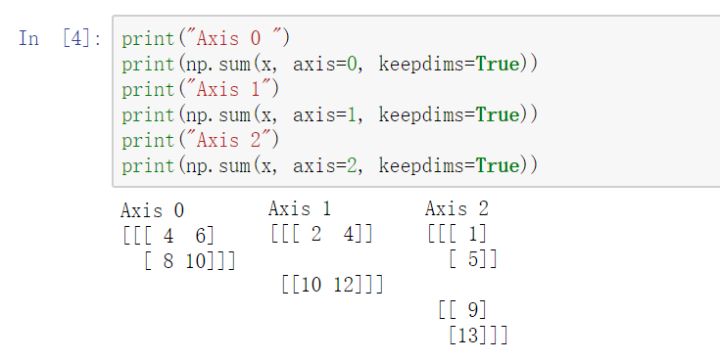 In [4]: print("Axis 0 ")
print(np.sum(x, axis=0, keepdims=True))
print("Axis 1")
print(np.sum(x, axis=1, keepdims=True))
print("Axis 2")
print(np.sum(x, axis=2, keepdims=True))
Axis 0
[[[ 4 6]
[ 8 10]]]
Axis 1
[[[ 2 4]]
[[10 12]]]
Axis 2
[[[ 1]
[ 5]]
[[ 9]
[13]]]